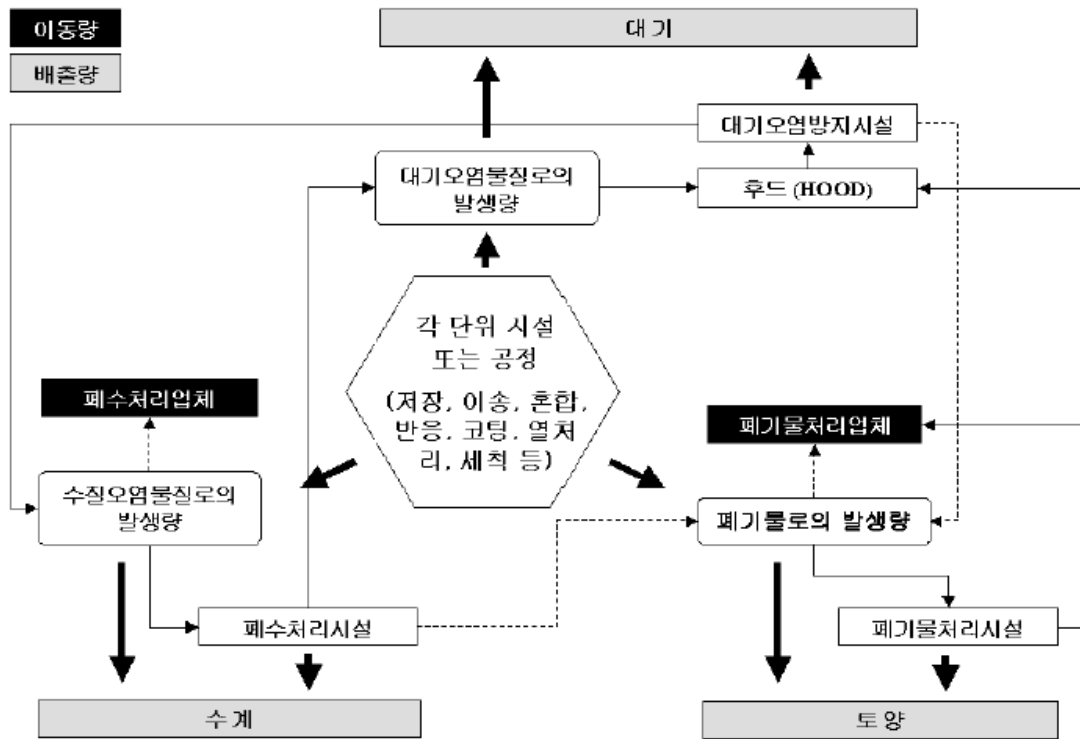 이동량
배출량
대기
대기오염방지시설
대기오염물질로의
발생량
후드 (HOOD)
각 단위 시설
또는 공정
(저장, 이송, 혼합,
반응, 코팅, 열처
리, 세척 등)
폐수처리업체
폐기물처리업체
수질오염물질로의
발생량
폐기물로의 발생량
폐수처리시설
폐기물처리시설
수계
토양